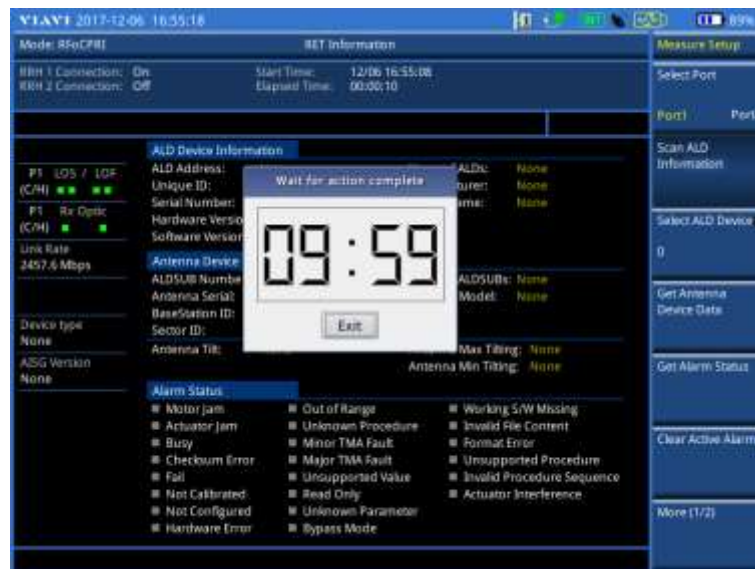 VIAVI 2017-12-06 16:55:18
INT
89%
Mode: RFoCPRI
RET Information
Measure Setup
RRH 1 Connection: On
RRH 2 Connection: Off
Start Time: 12/06 16:55:08
Elapsed Time: 00:00:10
Select Port
Port1 Port
P1 LOS / LOF
(C/H)
P1 Rx Optic
(C/H)
Link Rate
2457.6 Mbps
Device type
None
AISG Version
None
ALD Device Information
ALD Address:
ALDs: None
Unique ID:
turer: None
Serial Number:
ame: None
Hardware Versio
Software Version
Antenna Device
ALDSUB Numbe
ALDSUBs: None
Antenna Serial:
Model: None
BaseStation ID:
Sector ID:
Antenna Tilt:
Max Tilting: None
Antenna Min Tilting: None
Wait for action complete
09:59
Exit
Alarm Status
Motor Jam
Out of Range
Working S/W Missing
Actuator Jam
Unknown Procedure
Invalid File Content
Busy
Minor TMA Fault
Format Error
Checksum Error
Major TMA Fault
Unsupported Procedure
Fail
Unsupported Value
Invalid Procedure Sequence
Not Calibrated
Read Only
Actuator Interference
Not Configured
Unknown Parameter
Hardware Error
Bypass Mode
Scan ALD
Information
Select ALD Device
0
Get Antenna
Device Data
Get Alarm Status
Clear Active Alarm
More (1/2)